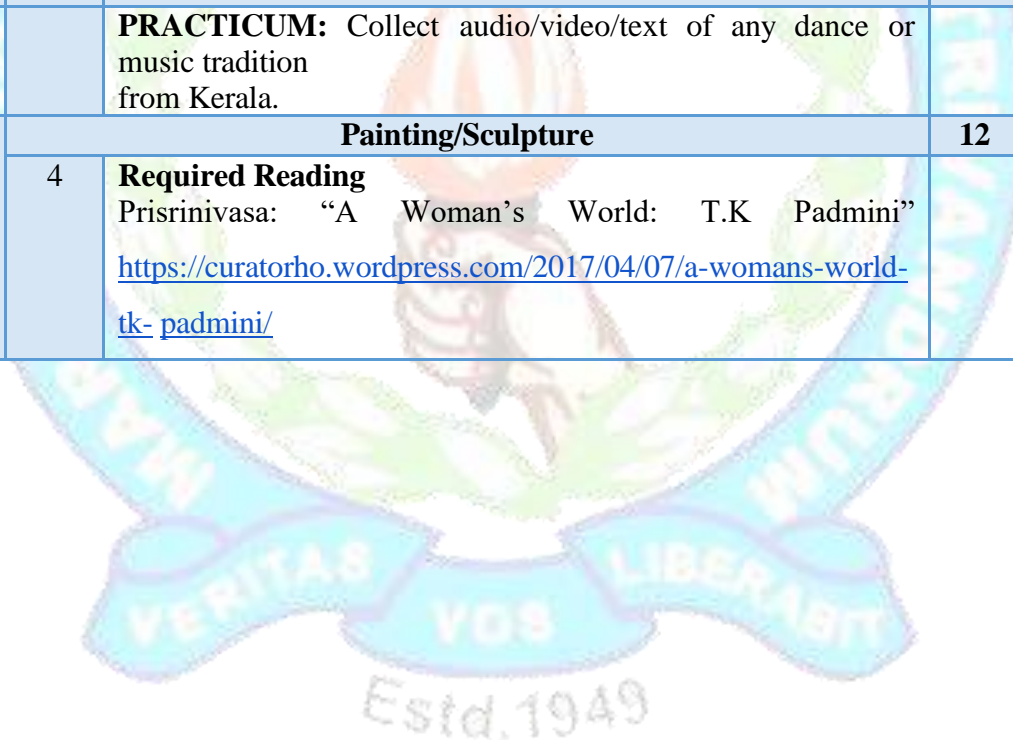 PRACTICUM: Collect audio/video/text of any dance or
music tradition
from Kerala.
Painting/Sculpture 12
4 Required Reading
Prisrinivasa: “A Woman’s World: T.K Padmini”
https://curatorho.wordpress.com/2017/04/07/a-womans-world-
tk- padmini/
MAR
TRIVANDRUM
VERITAS VOS LIBERABIT
Estd.1949